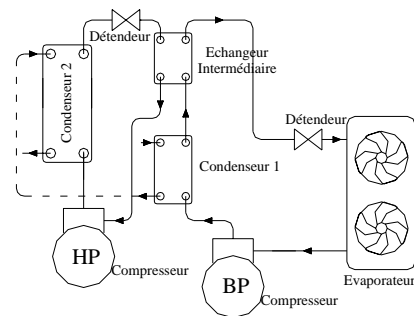 Détendeur
Condenseur 2
Echangeur
Intermédiaire
Détendeur
Condenseur 1
HP
Compresseur
BP
Compresseur
Evaporateur